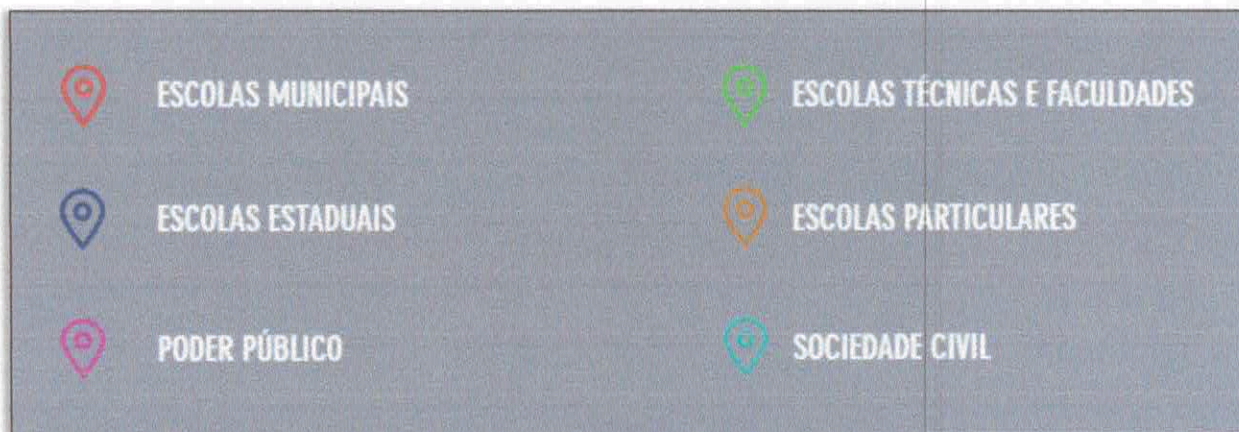 ESCOLAS MUNICIPAIS
ESCOLAS ESTADUAIS
PODER PÚBLICO
ESCOLAS TÉCNICAS E FACULDADES
ESCOLAS PARTICULARES
SOCIEDADE CIVIL